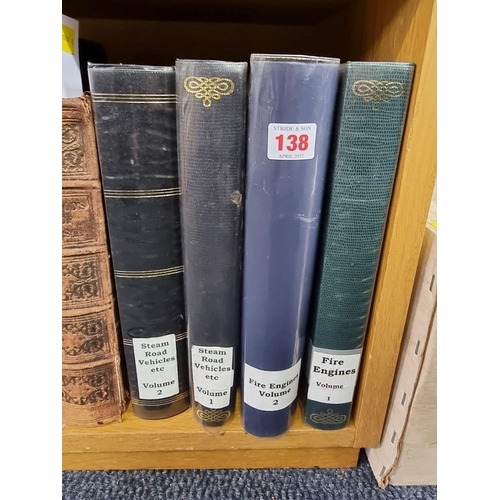 Steam
Road
Vehicles
etc
Volume
2
Steam
Road
Vehicles
etc
Volume
1
STRIDE & SON
138
APRIL 2022
Fire Engines
Volume
2
Fire
Engines
Volume
1